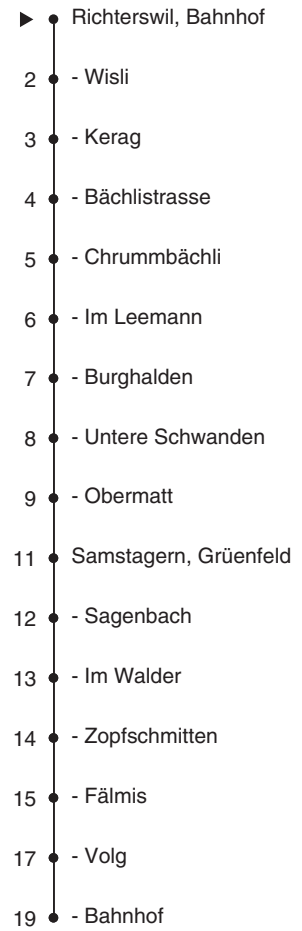 Richterswil, Bahnhof
2 - Wisli
3 - Kerag
4 - Bächlistrasse
5 - Chrummbächli
6 - Im Leemann
7 - Burghalden
8 - Untere Schwanden
9 - Obermatt
11 Samstagern, Grüenfeld
12 - Sagenbach
13 - Im Walder
14 - Zopfschmitten
15 - Fälmis
17 - Volg
19 - Bahnhof